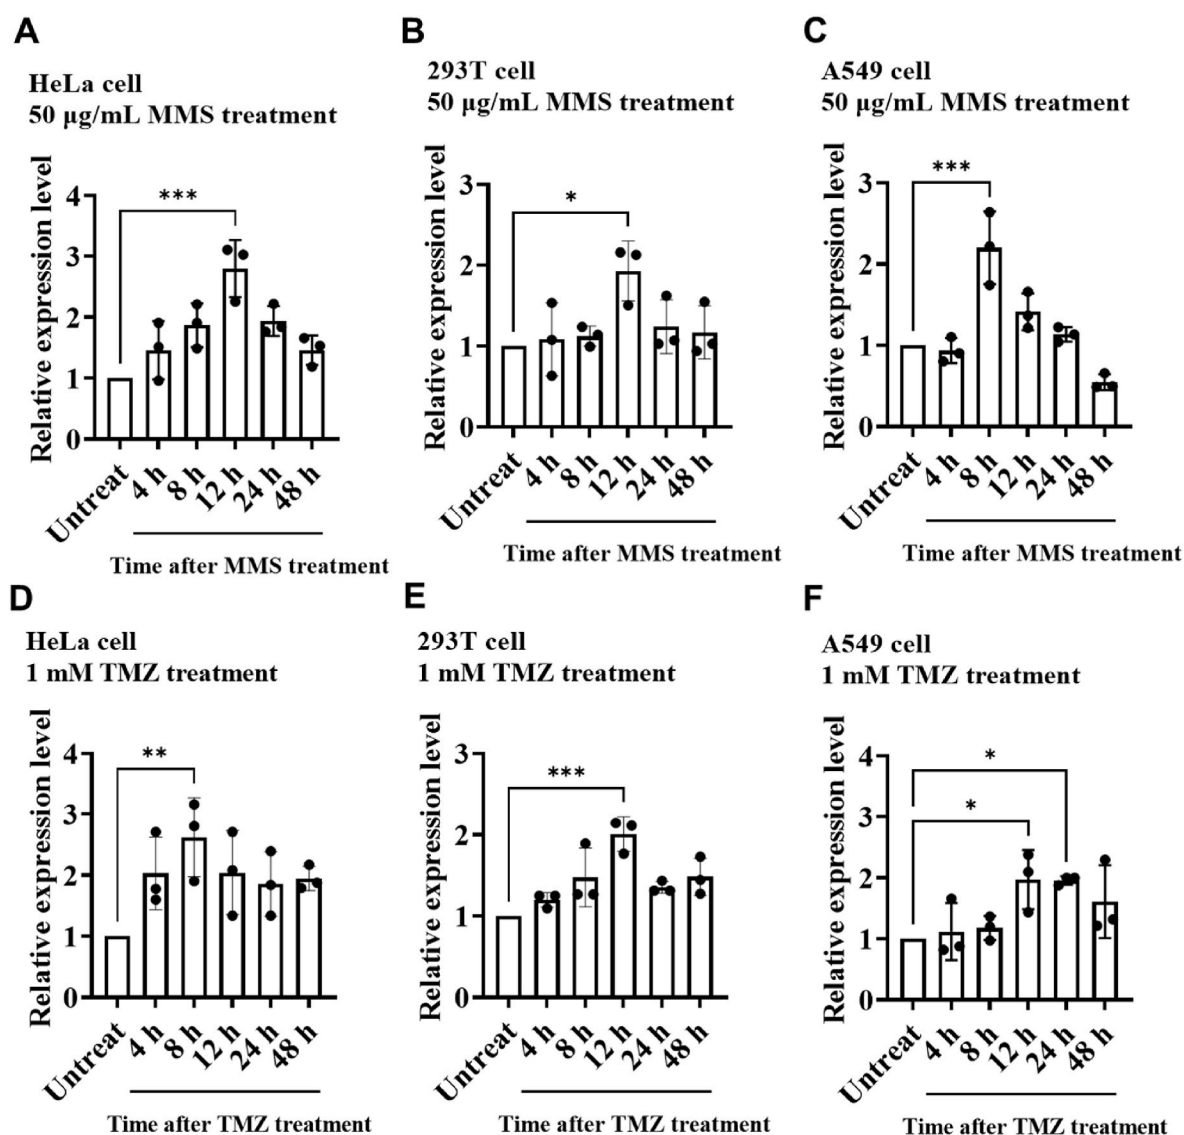 A
HeLa cell
50 μg/mL MMS treatment
Relative expression level
4
3
2
1
0
***
Untreat
4 h
8 h
12 h
24 h
48 h
Time after MMS treatment
B
293T cell
50 μg/mL MMS treatment
Relative expression level
3
2
1
0
*
Untreat
4 h
8 h
12 h
24 h
48 h
Time after MMS treatment
C
A549 cell
50 μg/mL MMS treatment
Relative expression level
3
2
1
0
***
Untreat
4 h
8 h
12 h
24 h
48 h
Time after MMS treatment
D
HeLa cell
1 mM TMZ treatment
Relative expression level
4
3
2
1
0
**
Untreat
4 h
8 h
12 h
24 h
48 h
Time after TMZ treatment
E
293T cell
1 mM TMZ treatment
Relative expression level
3
2
1
0
***
Untreat
4 h
8 h
12 h
24 h
48 h
Time after TMZ treatment
F
A549 cell
1 mM TMZ treatment
Relative expression level
4
3
2
1
0
*
*
Untreat
4 h
8 h
12 h
24 h
48 h
Time after TMZ treatment